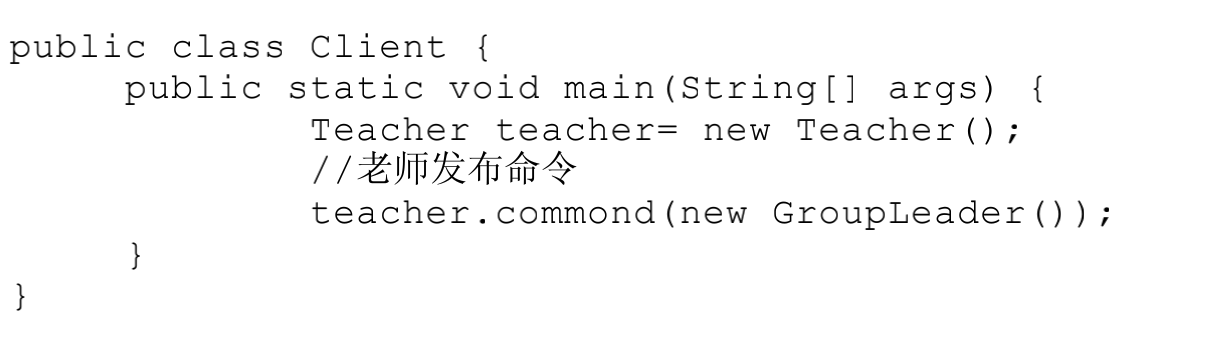 public class Client {
public static void main(String[] args) {
Teacher teacher= new Teacher();
//老师发布命令
teacher.commond(new GroupLeader());
}
}